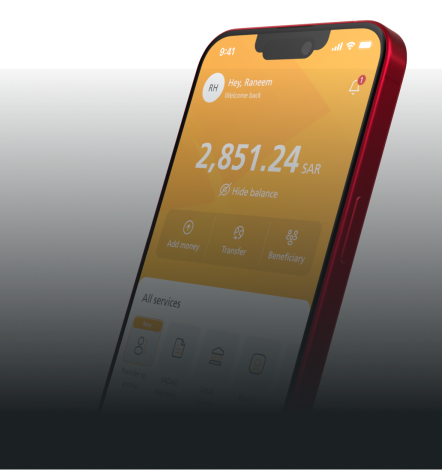 9:41
1
RH
Hey, Raneem
Welcome back
2,851.24 SAR
Hide balance
Add money
Transfer
Beneficiary
All services